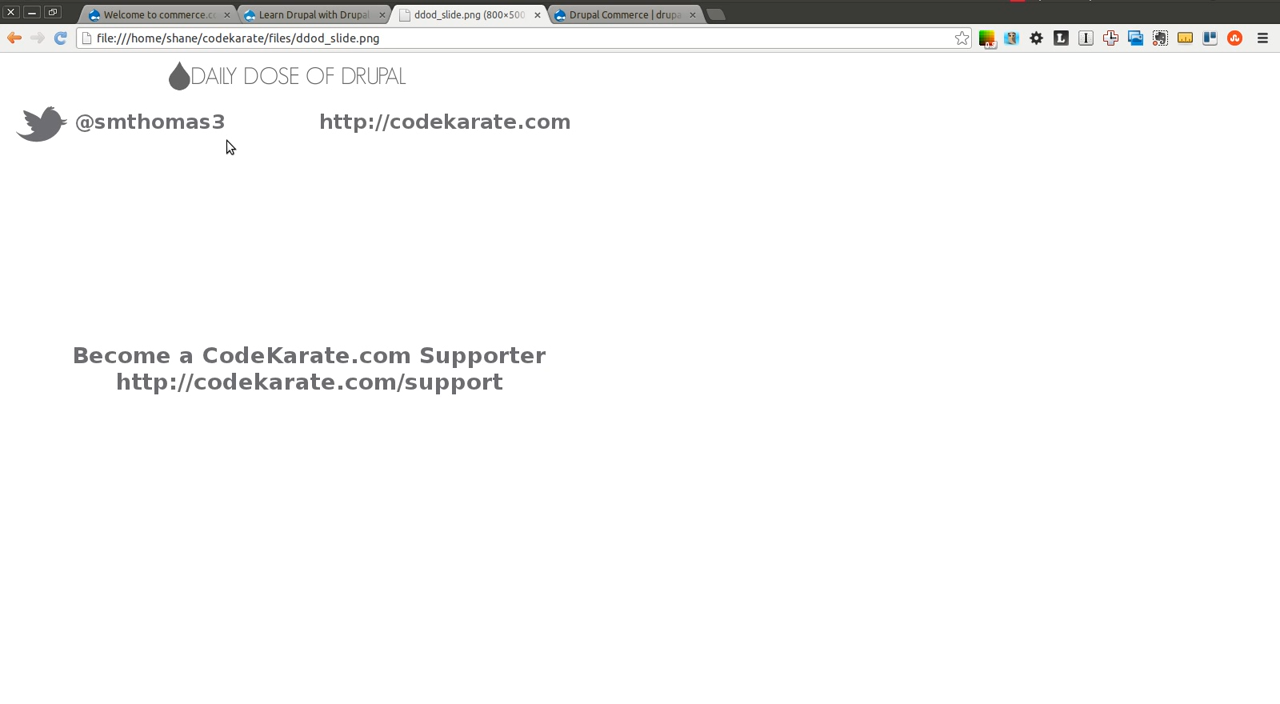 Welcome to commerce.c
Learn Drupal with Drupal
ddod_slide.png (800×500
Drupal Commerce | drupa
file:///home/shane/codekarate/files/ddod_slide.png
DAILY DOSE OF DRUPAL
@smthomas3
http://codekarate.com
Become a CodeKarate.com Supporter
http://codekarate.com/support